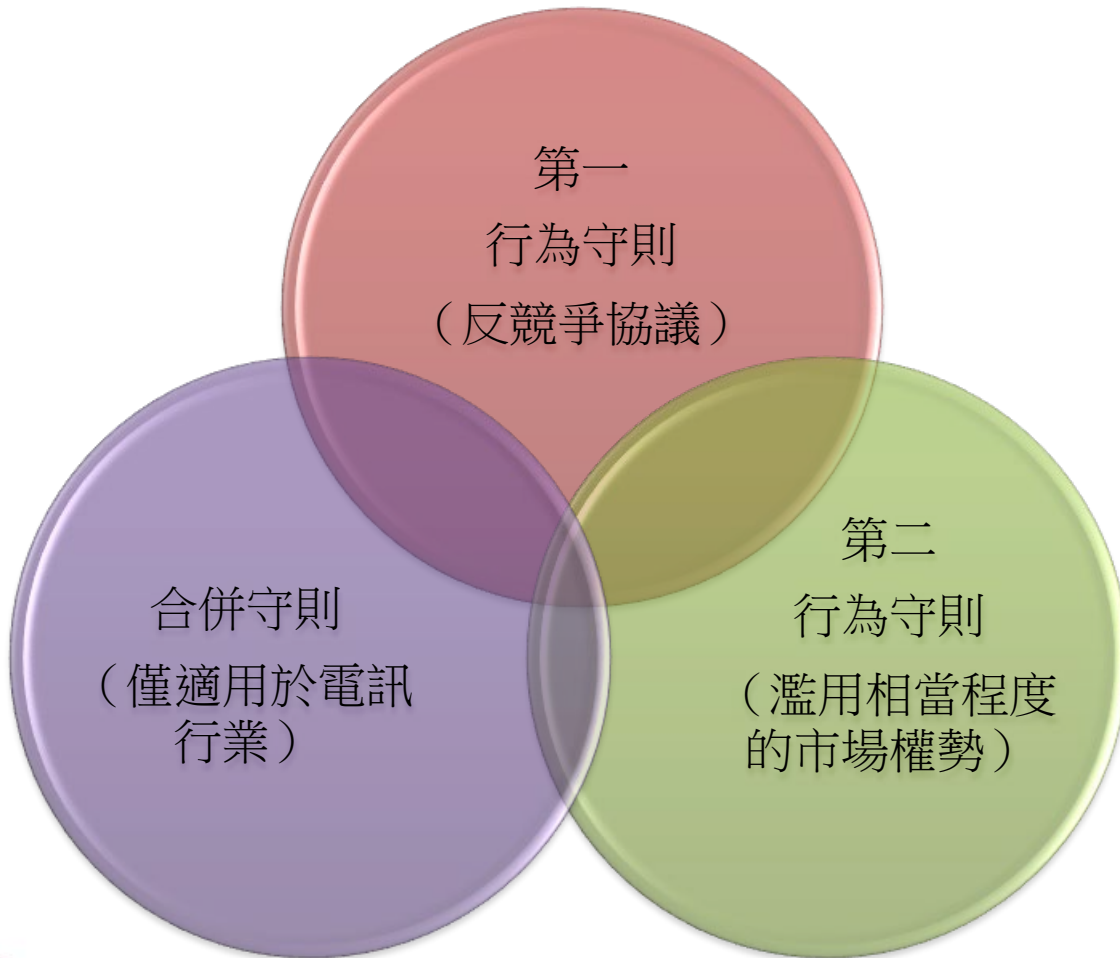 第一
行為守則
（反競爭協議）
合併守則
（僅適用於電訊
行業）
第二
行為守則
（濫用相當程度
的市場權勢）